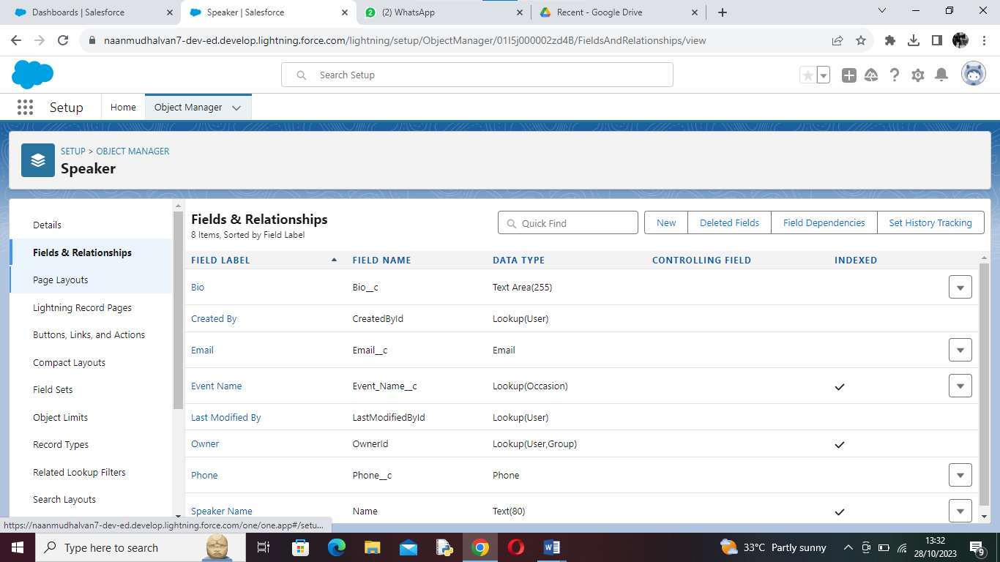 Dashboards | Salesforce
Speaker | Salesforce
2
(2) WhatsApp
Recent - Google Drive
naanmudhalvan7-dev-ed.develop.lightning.force.com/lightning/setup/ObjectManager/01I5j000002zd4B/FieldsAndRelationships/view
Search Setup
Setup
Home
Object Manager
SETUP > OBJECT MANAGER
Speaker
Details
Fields & Relationships
Page Layouts
Lightning Record Pages
Buttons, Links, and Actions
Compact Layouts
Field Sets
Object Limits
Record Types
Related Lookup Filters
Search Layouts
Fields & Relationships
8 Items, Sorted by Field Label
Quick Find
New Deleted Fields Field Dependencies Set History Tracking
FIELD LABEL FIELD NAME DATA TYPE CONTROLLING FIELD INDEXED
Bio Bio__c Text Area(255)
Created By CreatedById Lookup(User)
Email Email__c Email
Event Name Event_Name__c Lookup(Occasion)
Last Modified By LastModifiedById Lookup(User)
Owner OwnerId Lookup(User,Group)
Phone Phone__c Phone
Speaker Name Name Text(80)
https://naanmudhalvan7-dev-ed.develop.lightning.force.com/one/one.app#/setu...
Type here to search
33°C Partly sunny
13:32
28/10/2023
9